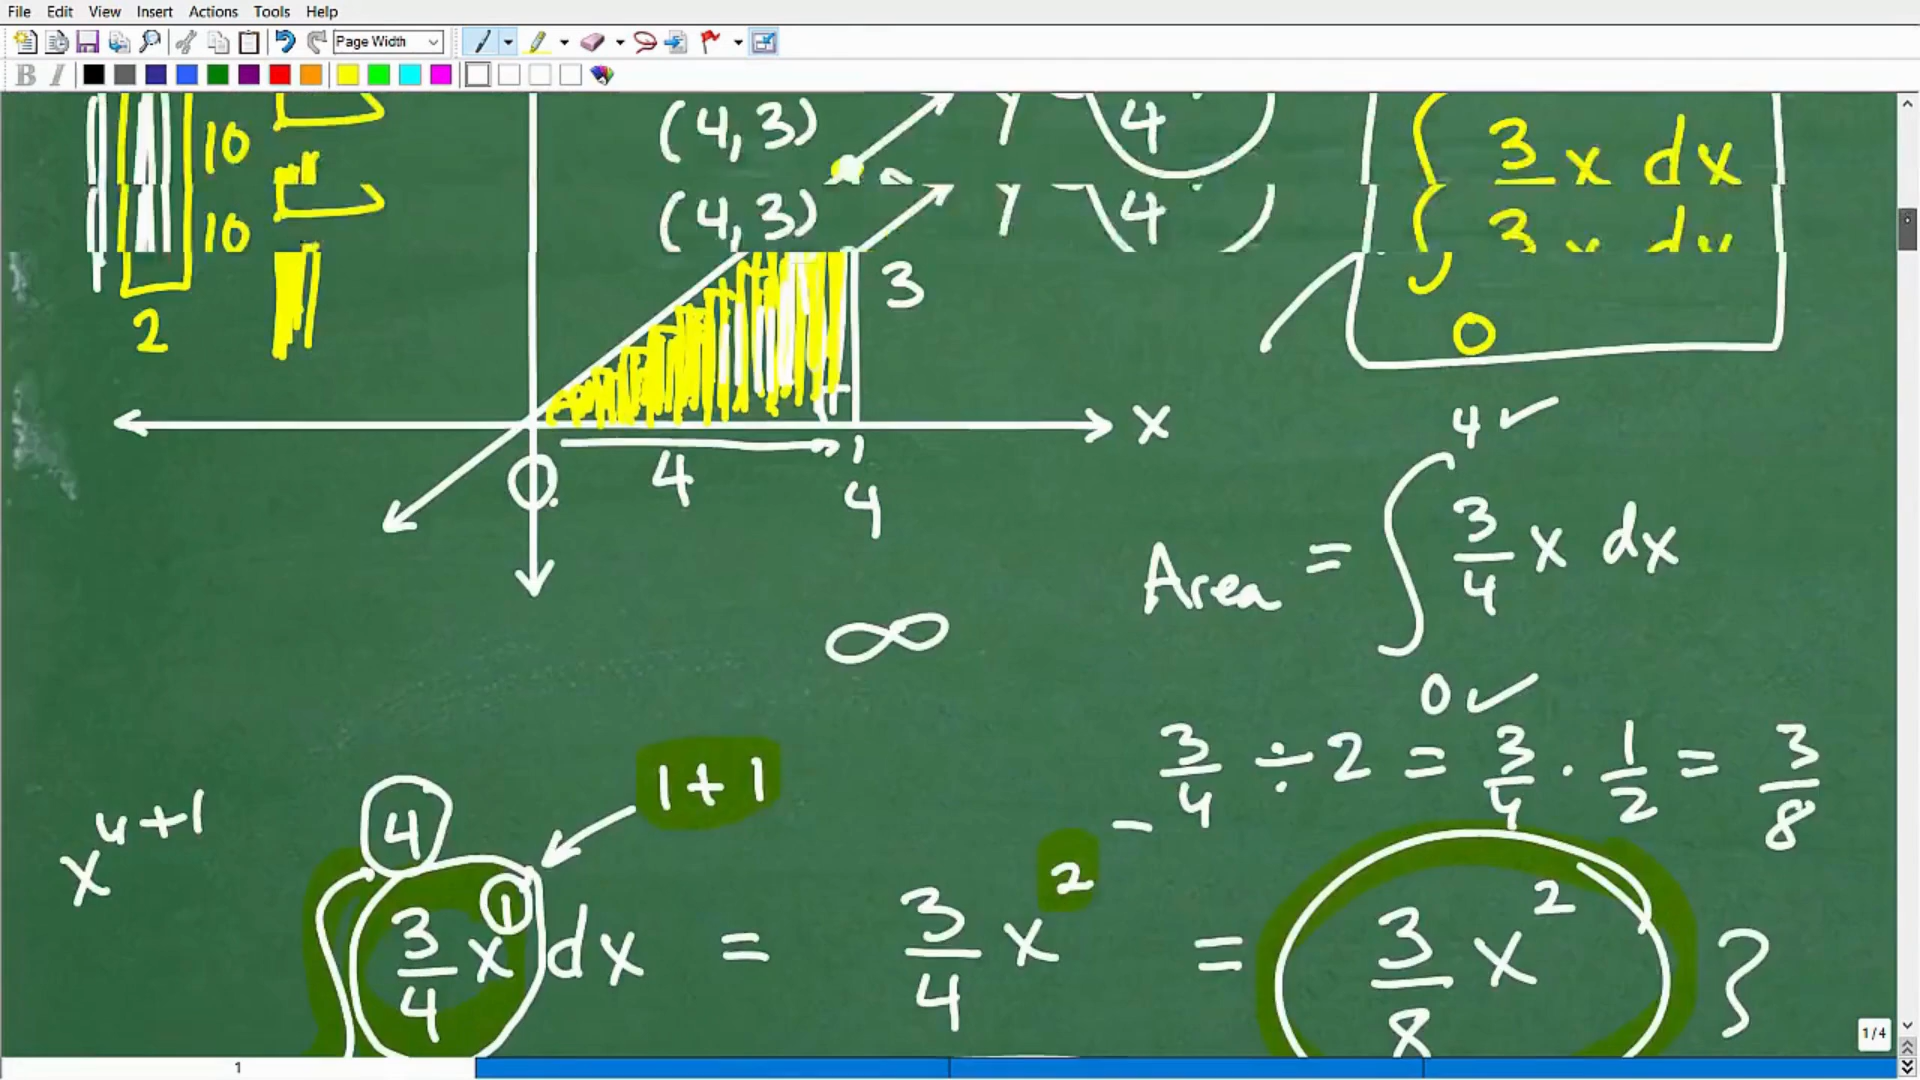 File Edit View Insert Actions Tools Help
Page Width
B I
10
(4,3)
y
4
3 x dx
10
(4,3)
y
4
2
3
0
x
0
4
4
4
Area = ∫ 3/4 x dx
0
∞
1+1
3/4 ÷ 2 = 3/4 · 1/2 = 3/8
x^4+1
4
3/4 x^1 dx = 3/4 x^2 = 3/8 x^2
1/4
1